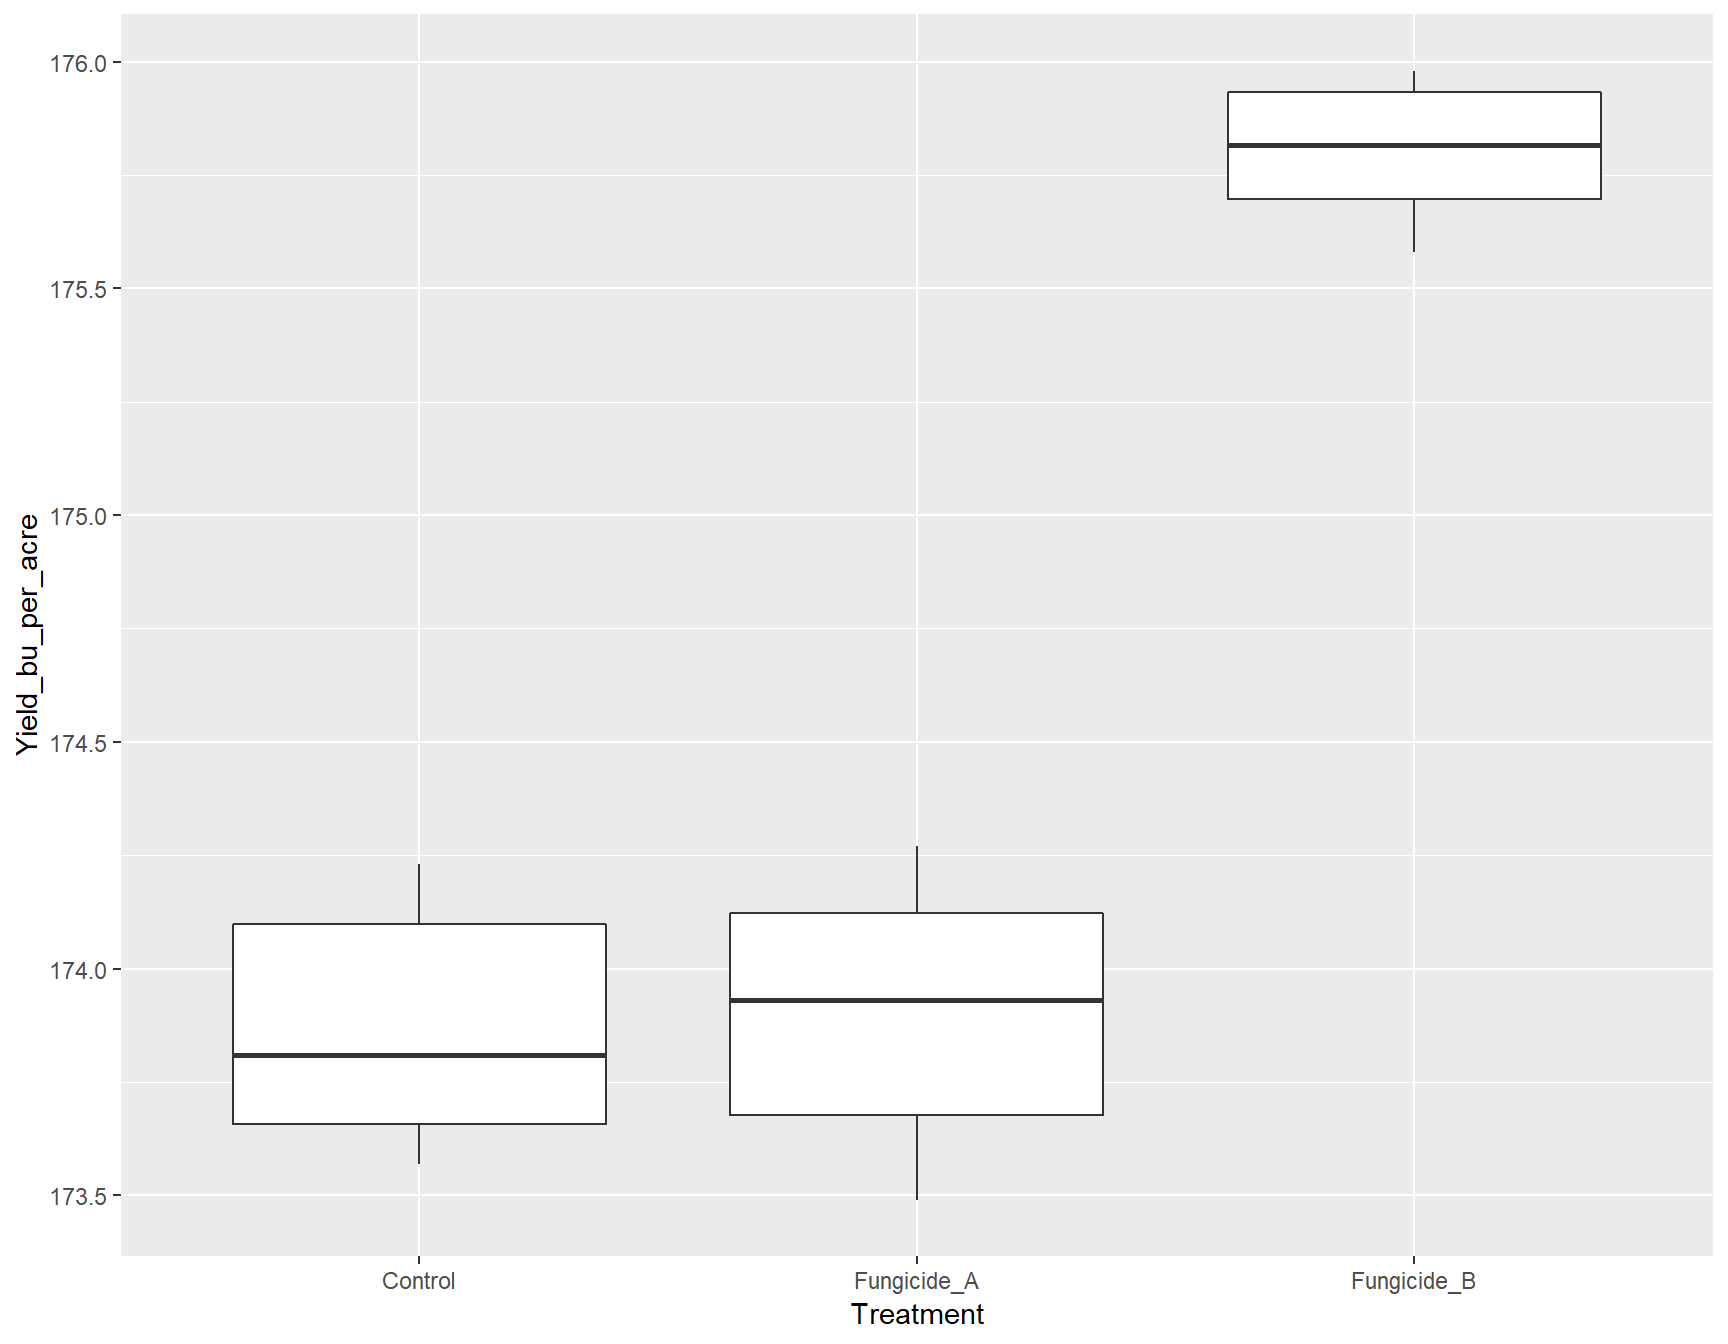 176.0
175.5
175.0
174.5
174.0
173.5
Yield_bu_per_acre
Control Fungicide_A Fungicide_B
Treatment